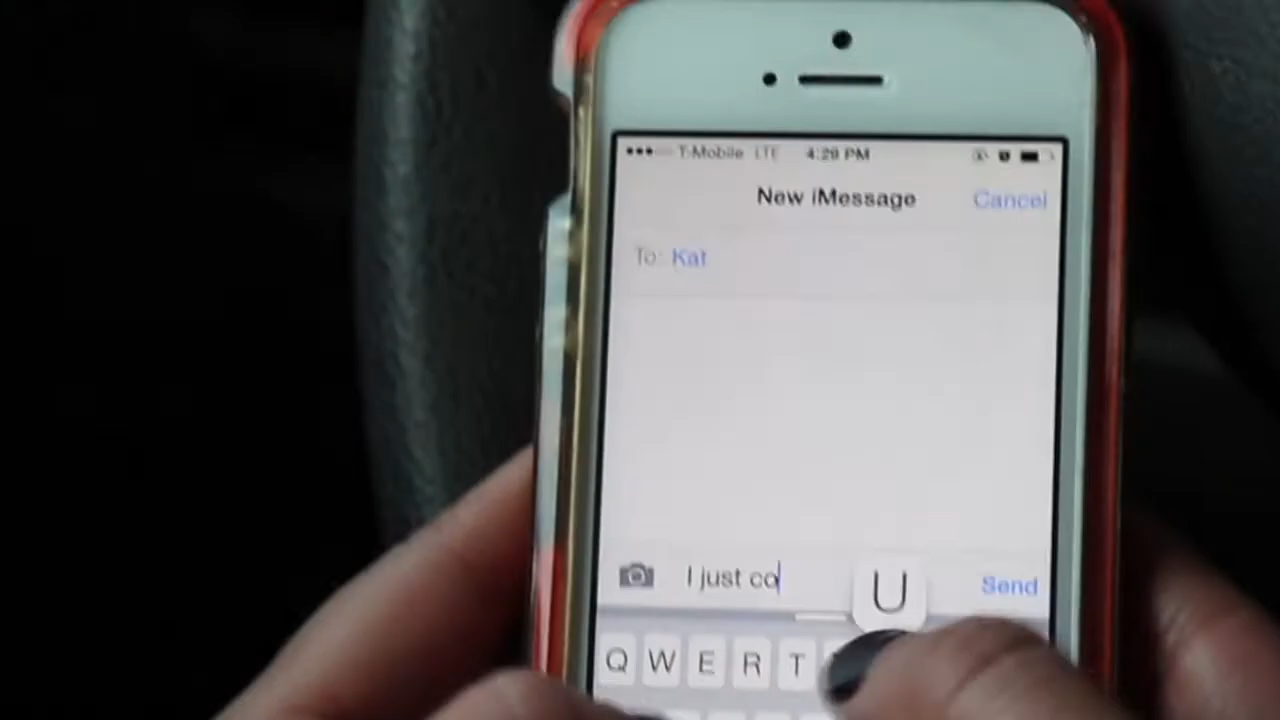 T-Mobile LTE 4:29 PM
New iMessage Cancel
To: Kat
I just co
U
Send
Q W E R T